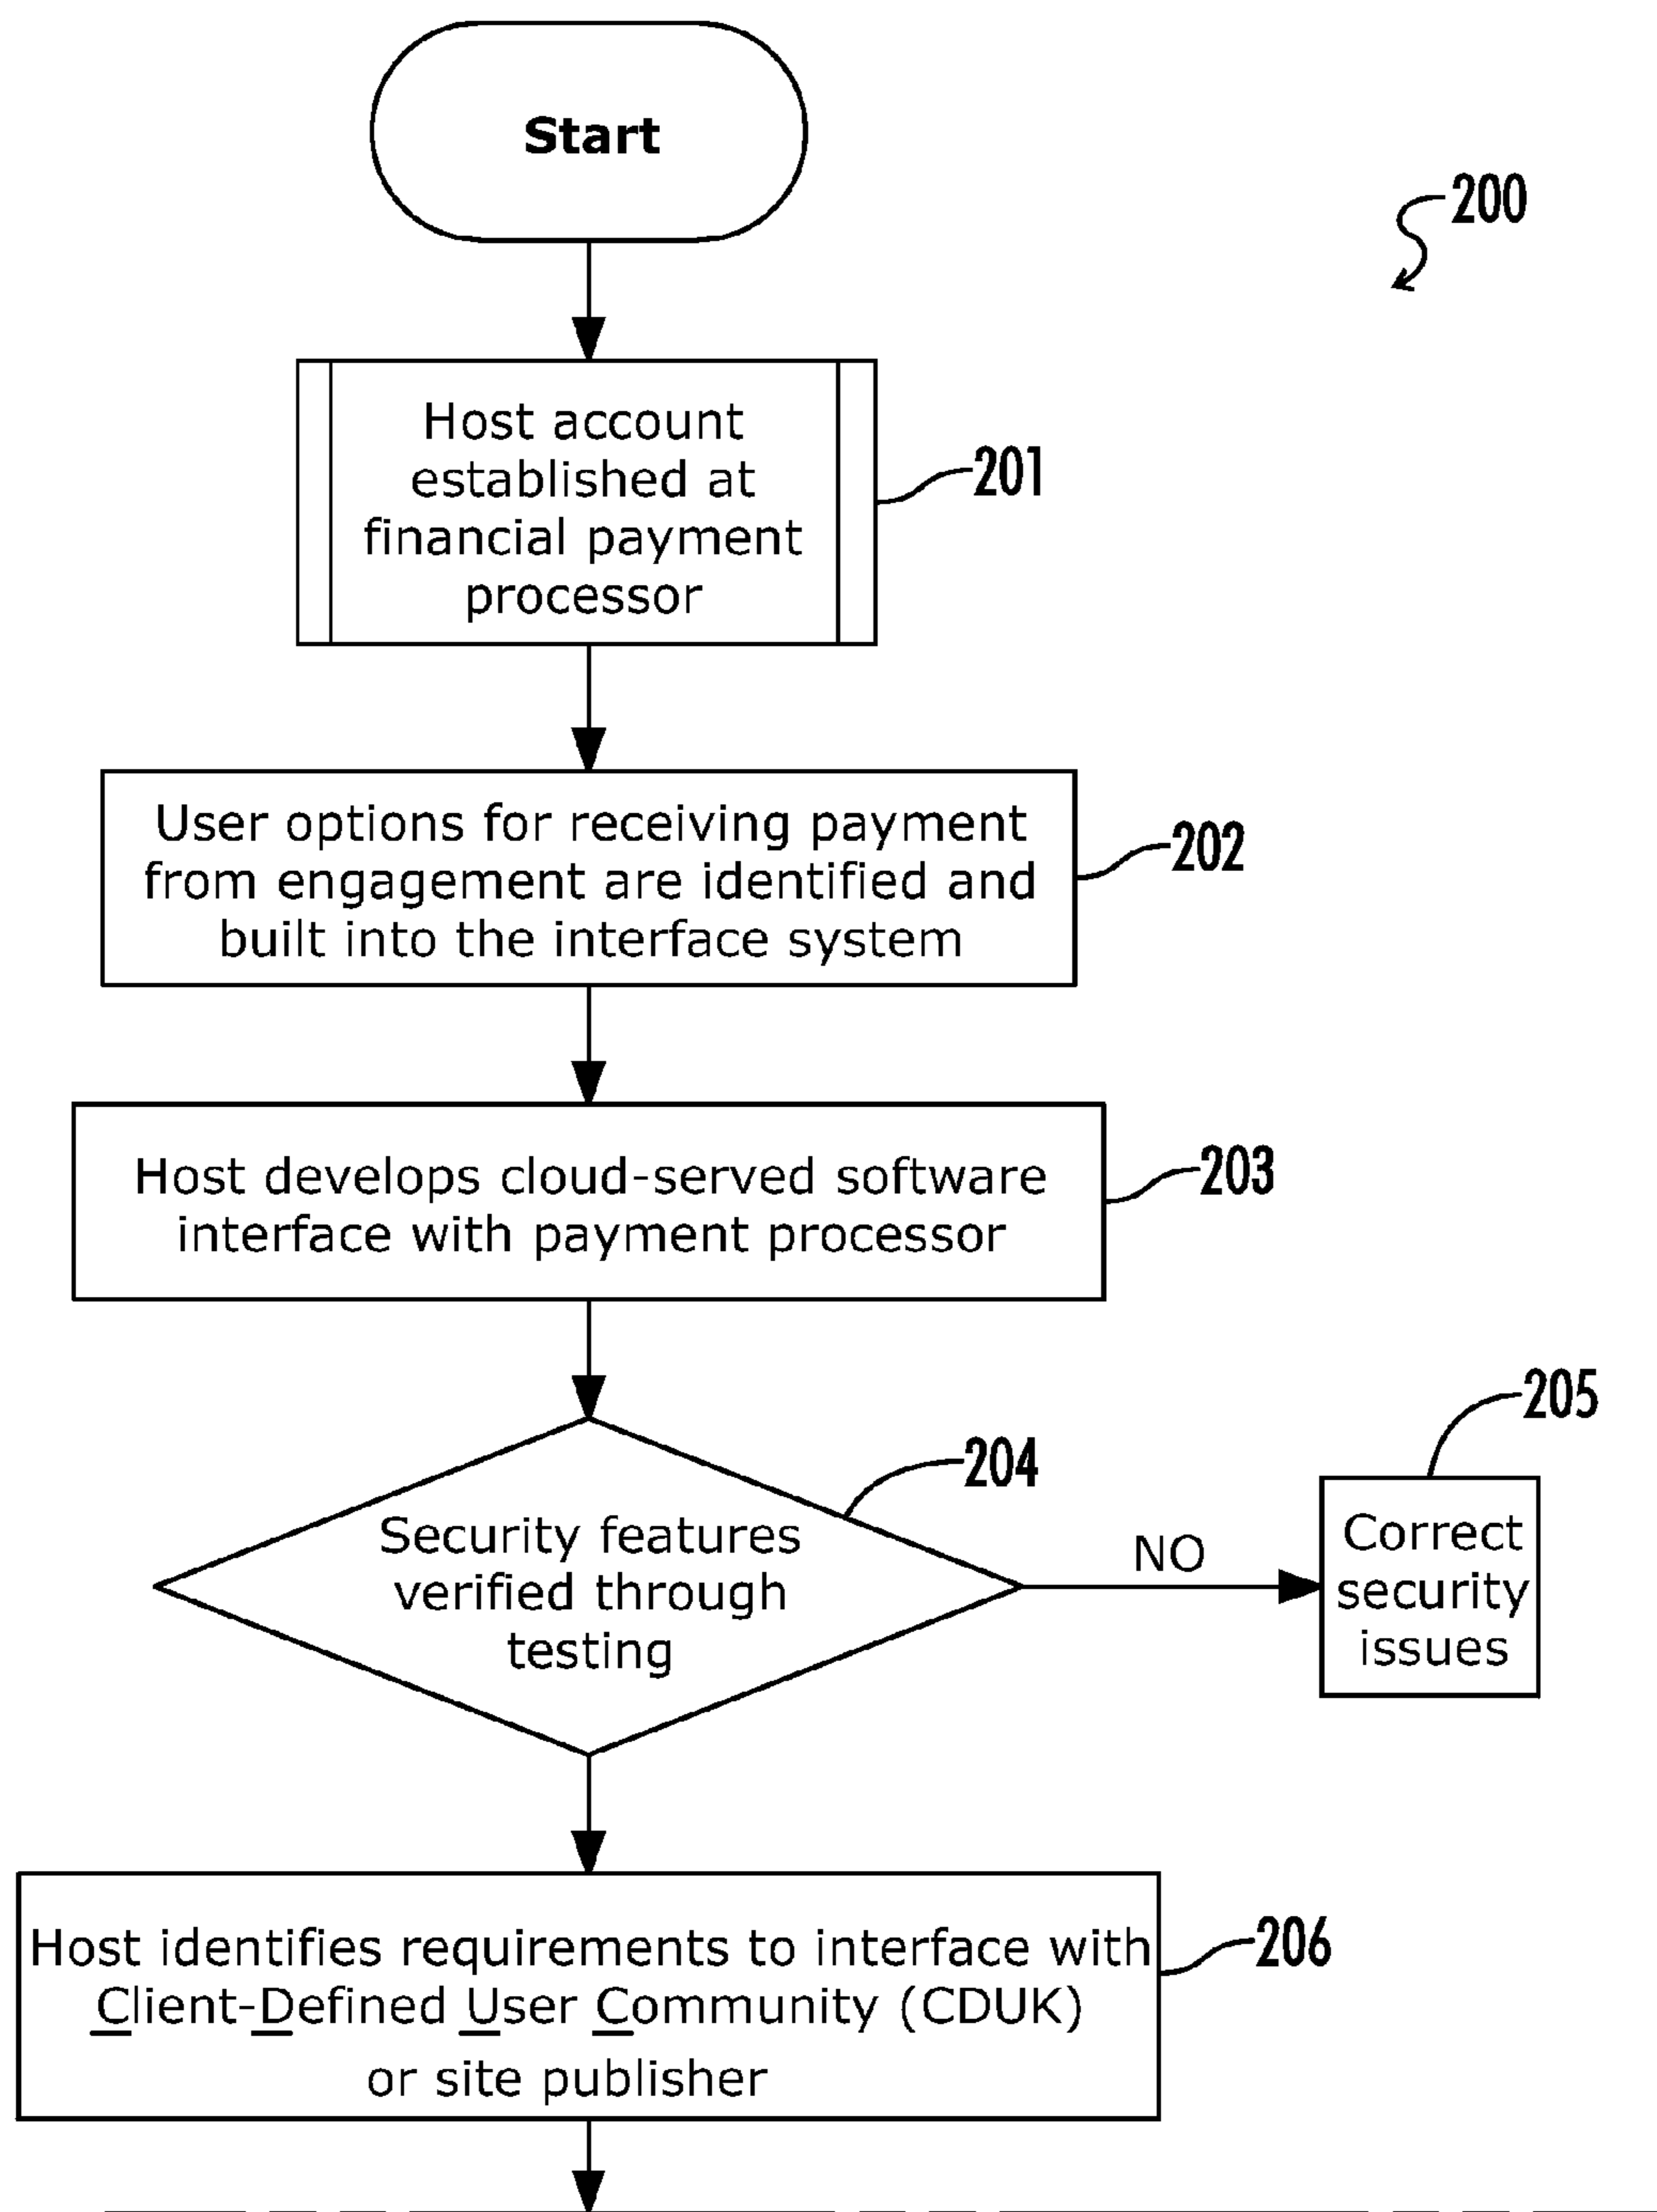 Start
200
Host account
established at
financial payment
processor
201
User options for receiving payment
from engagement are identified and
built into the interface system
202
Host develops cloud-served software
interface with payment processor
203
Security features
verified through
testing
204
NO
205
Correct
security
issues
Host identifies requirements to interface with
Client-Defined User Community (CDUK)
or site publisher
206